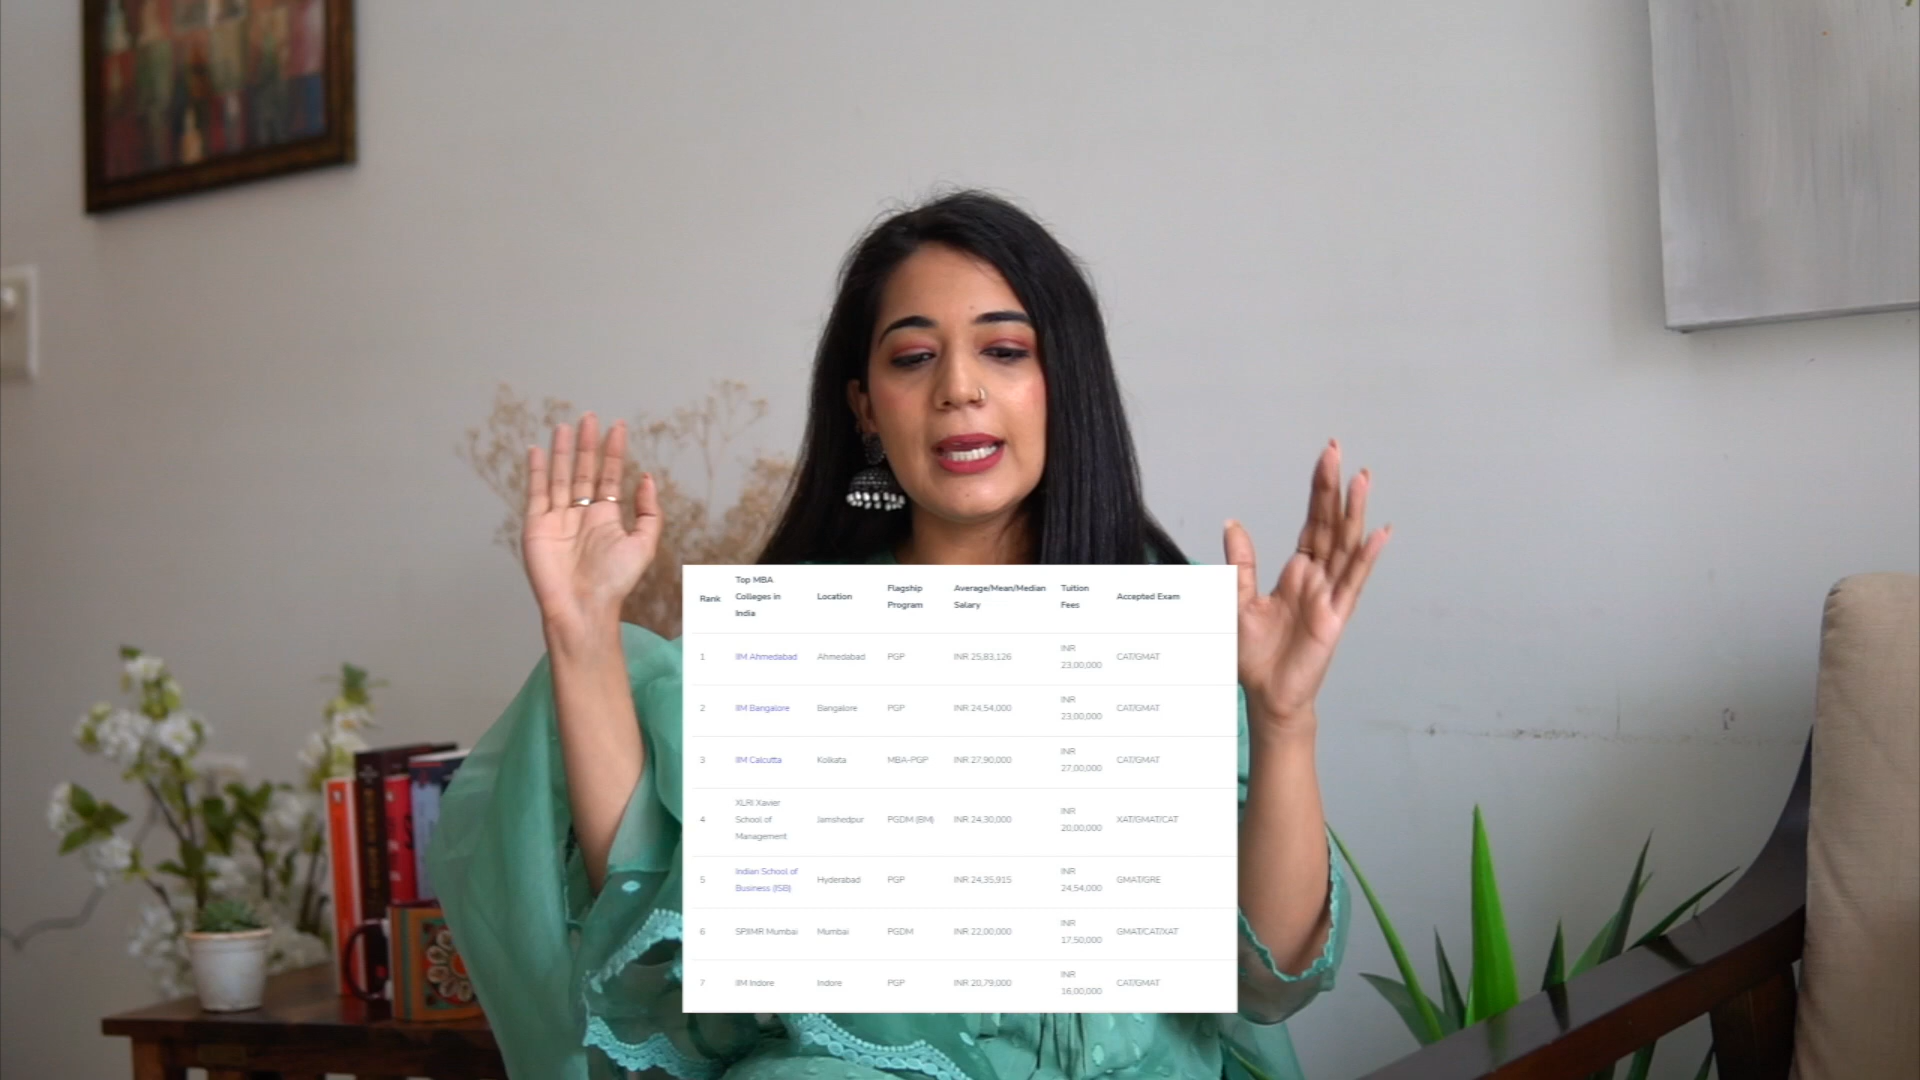 Rank Top MBA Colleges in India Location Flagship Program Average/Mean/Median Salary Tuition Fees Accepted Exam
1 IIM Ahmedabad Ahmedabad PGP INR 25,83,126 INR 23,00,000 CAT/GMAT
2 IIM Bangalore Bangalore PGP INR 24,54,000 INR 23,00,000 CAT/GMAT
3 IIM Calcutta Kolkata MBA-PGP INR 27,90,000 INR 27,00,000 CAT/GMAT
4 XLRI Xavier School of Management Jamshedpur PGDM (BM) INR 24,30,000 INR 20,00,000 XAT/GMAT/CAT
5 Indian School of Business (ISB) Hyderabad PGP INR 24,35,915 INR 24,54,000 GMAT/GRE
6 SPJIMR Mumbai Mumbai PGDM INR 22,00,000 INR 17,50,000 GMAT/CAT/XAT
7 IIM Indore Indore PGP INR 20,79,000 INR 16,00,000 CAT/GMAT